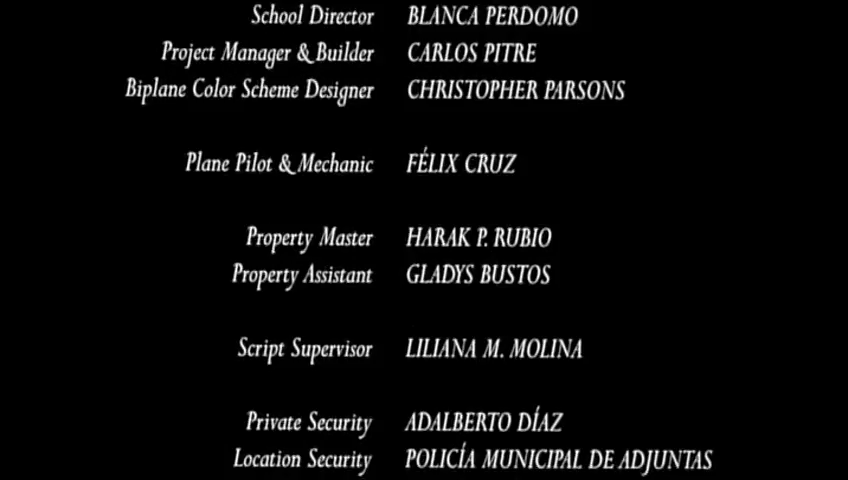 School Director BLANCA PERDOMO
Project Manager & Builder CARLOS PITRE
Biplane Color Scheme Designer CHRISTOPHER PARSONS
Plane Pilot & Mechanic FÉLIX CRUZ
Property Master HARAK P. RUBIO
Property Assistant GLADYS BUSTOS
Script Supervisor LILIANA M. MOLINA
Private Security ADALBERTO DÍAZ
Location Security POLICÍA MUNICIPAL DE ADJUNTAS